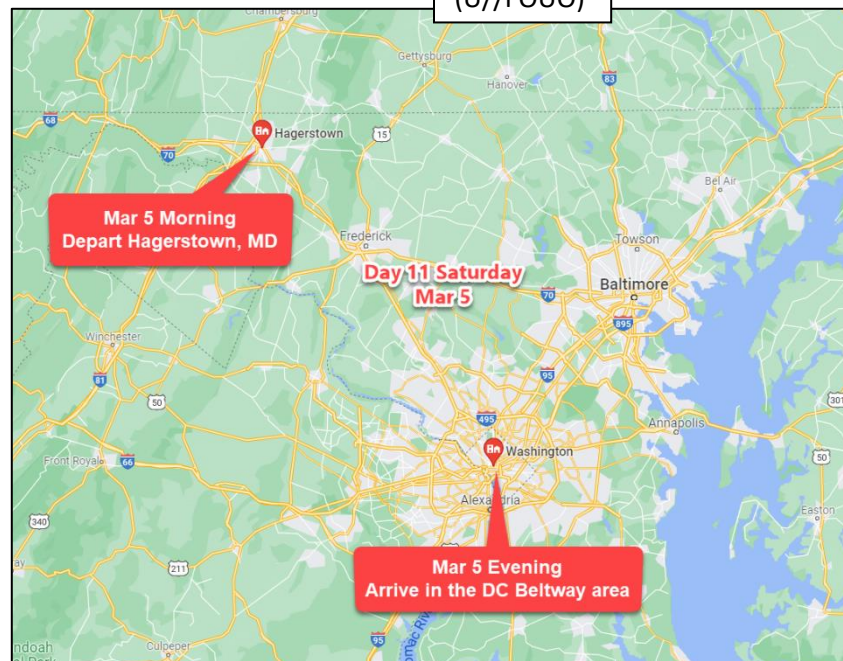 (U//FOUO)
Chambersburg
Gettysburg
Hanover
83
68
Hagerstown
15
70
Bel Air
Mar 5 Morning
Depart Hagerstown, MD
Frederick
Towson
Day 11 Saturday
Mar 5
70
Baltimore
895
Winchester
81
95
50
495
Annapolis
301
Washington
50
Front Royal
66
Alexandria
Easton
340
211
Mar 5 Evening
Arrive in the DC Beltway area
95
Culpeper